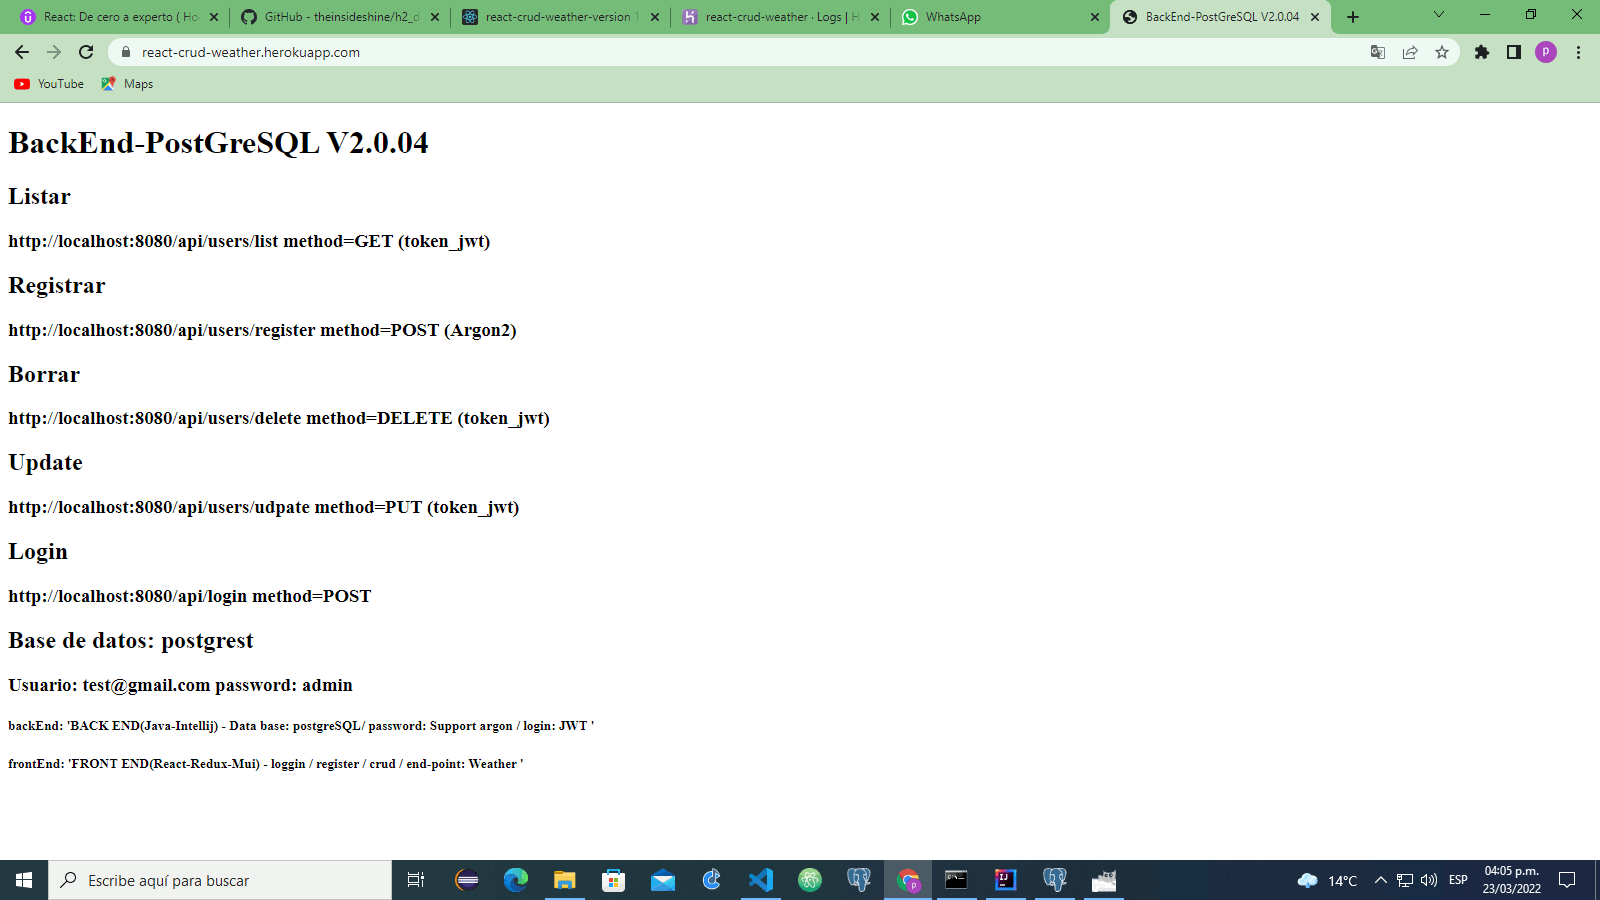 React: De cero a experto ( Ho
GitHub - theinsideshine/h2_d
react-crud-weather-version 1
react-crud-weather · Logs | H
WhatsApp
BackEnd-PostGreSQL V2.0.04
react-crud-weather.herokuapp.com
P
YouTube
Maps
BackEnd-PostGreSQL V2.0.04
Listar
http://localhost:8080/api/users/list method=GET (token_jwt)
Registrar
http://localhost:8080/api/users/register method=POST (Argon2)
Borrar
http://localhost:8080/api/users/delete method=DELETE (token_jwt)
Update
http://localhost:8080/api/users/udpate method=PUT (token_jwt)
Login
http://localhost:8080/api/login method=POST
Base de datos: postgrest
Usuario: test@gmail.com password: admin
backEnd: 'BACK END(Java-Intellij) - Data base: postgreSQL/ password: Support argon / login: JWT '
frontEnd: 'FRONT END(React-Redux-Mui) - loggin / register / crud / end-point: Weather '
Escribe aquí para buscar
14°C
ESP
04:05 p.m.
23/03/2022